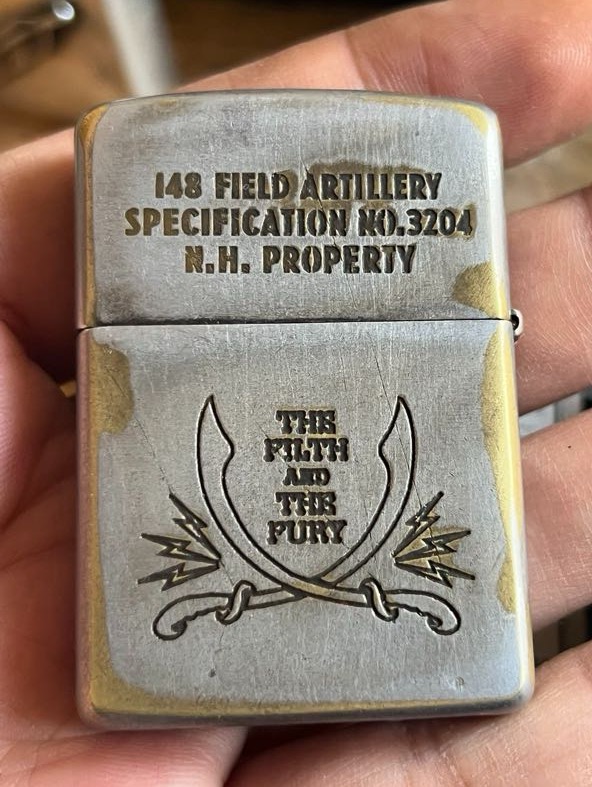 148 FIELD ARTILLERY
SPECIFICATION NO.3204
N.H. PROPERTY
THE
FILTH
AND
THE
FURY